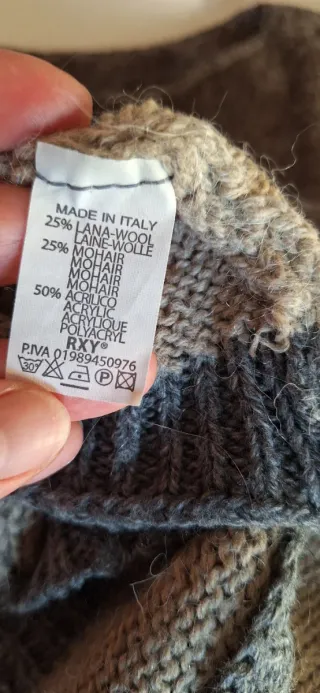 MADE IN ITALY
25% LANA-WOOL
LAINE-WOLLE
25% MOHAIR
MOHAIR
MOHAIR
MOHAIR
50% ACRILICO
ACRYLIC
ACRYLIQUE
POLYACRYL
RXY®
P.IVA 01989450976
30° P